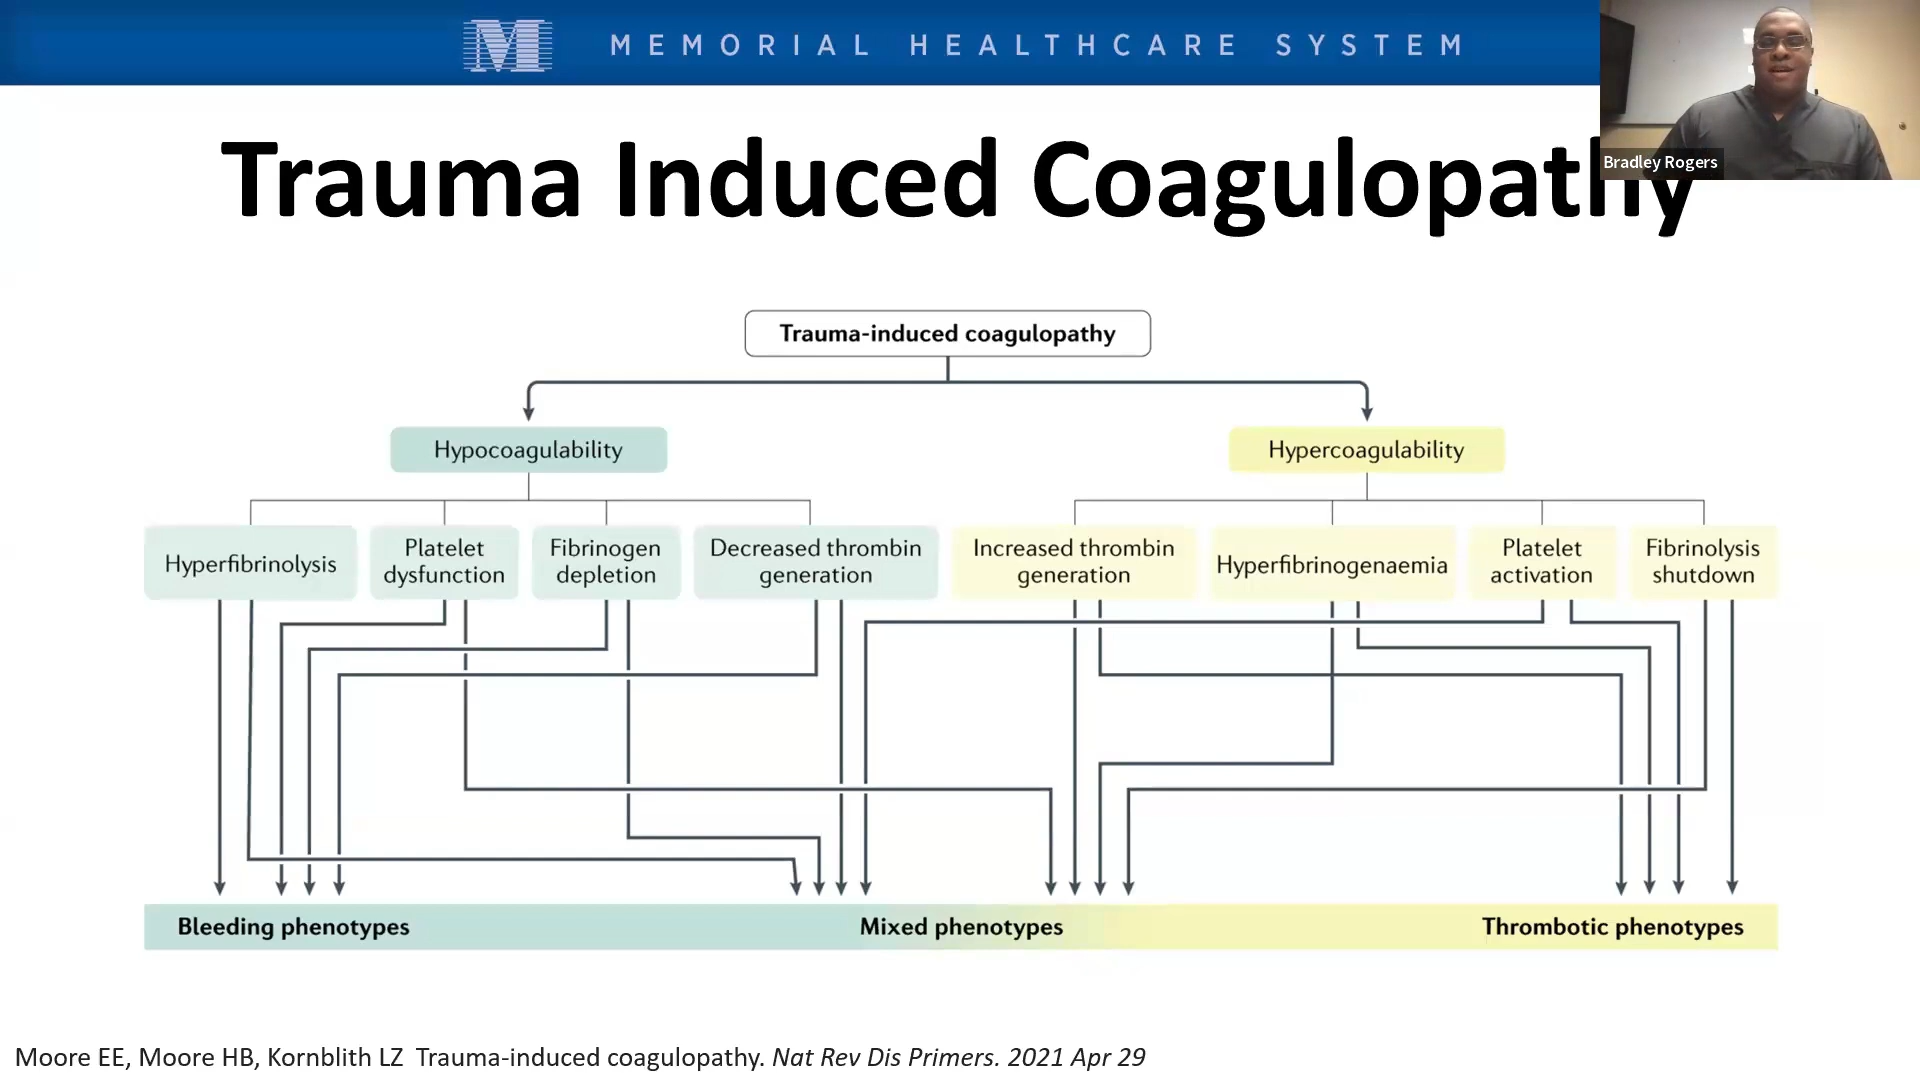 MEMORIAL HEALTHCARE SYSTEM
Bradley Rogers
Trauma Induced Coagulopathy
Trauma-induced coagulopathy
Hypocoagulability
Hypercoagulability
Hyperfibrinolysis
Platelet
dysfunction
Fibrinogen
depletion
Decreased thrombin
generation
Increased thrombin
generation
Hyperfibrinogenaemia
Platelet
activation
Fibrinolysis
shutdown
Bleeding phenotypes
Mixed phenotypes
Thrombotic phenotypes
Moore EE, Moore HB, Kornblith LZ Trauma-induced coagulopathy. Nat Rev Dis Primers. 2021 Apr 29